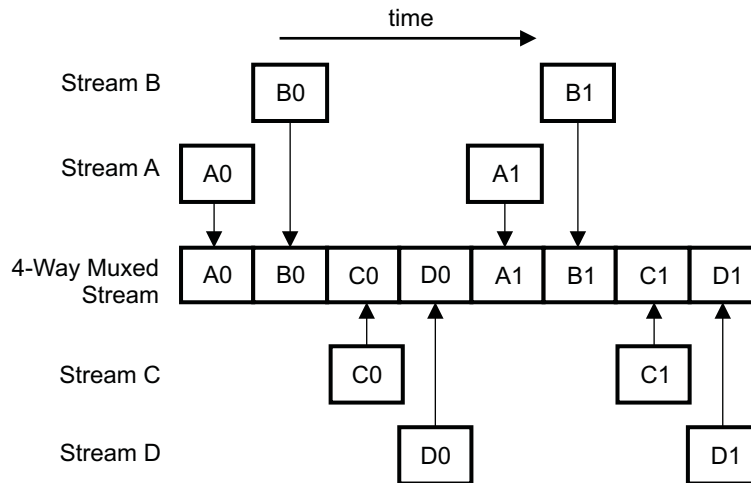 time
Stream B
B0
B1
Stream A
A0
A1
4-Way Muxed
Stream
A0 B0 C0 D0 A1 B1 C1 D1
Stream C
C0
C1
Stream D
D0
D1